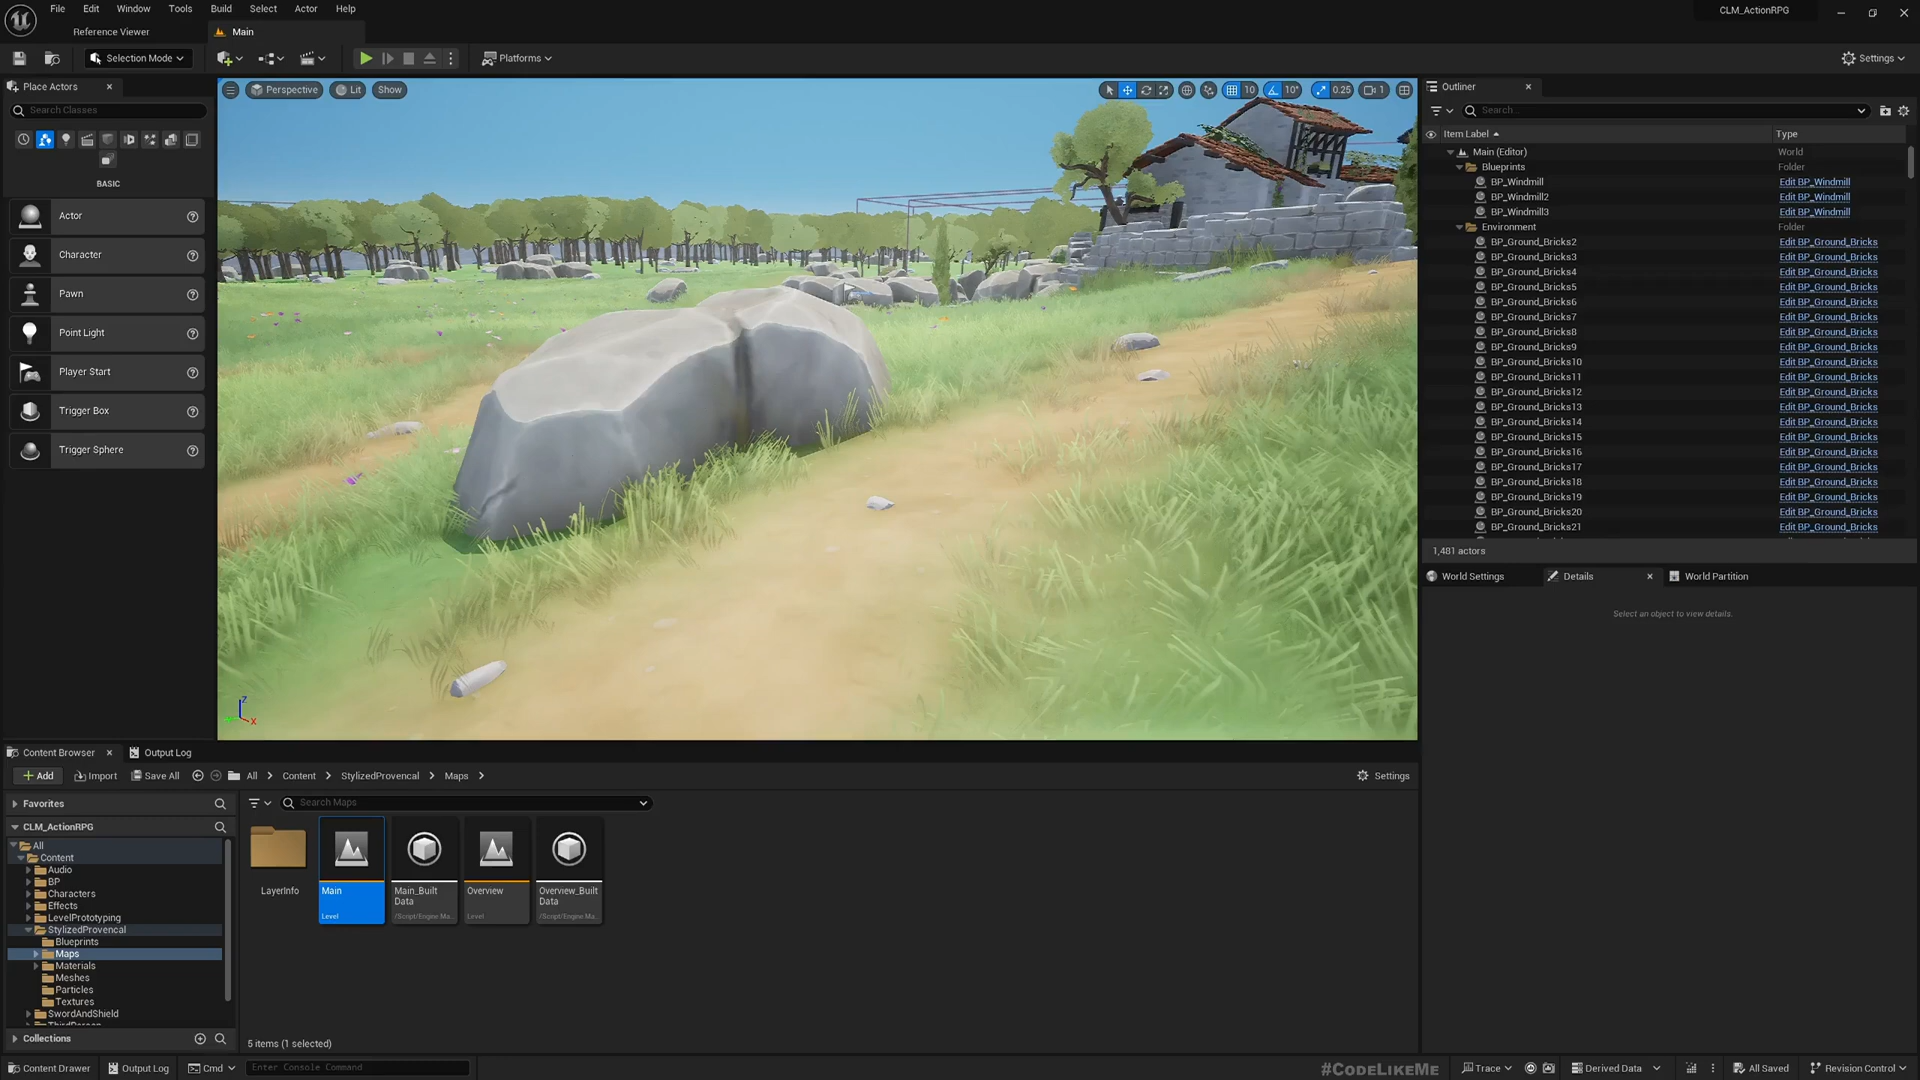 File Edit Window Tools Build Select Actor Help
CLM_ActionRPG
Reference Viewer
Main
Selection Mode
Platforms
Settings
Place Actors
Search Classes
BASIC
Actor
Character
Pawn
Point Light
Player Start
Trigger Box
Trigger Sphere
Perspective Lit Show
10 10° 0.25 1
Z
X
Outliner
Search...
Item Label Type
Main (Editor) World
Blueprints Folder
BP_Windmill Edit BP_Windmill
BP_Windmill2 Edit BP_Windmill
BP_Windmill3 Edit BP_Windmill
Environment Folder
BP_Ground_Bricks2 Edit BP_Ground_Bricks
BP_Ground_Bricks3 Edit BP_Ground_Bricks
BP_Ground_Bricks4 Edit BP_Ground_Bricks
BP_Ground_Bricks5 Edit BP_Ground_Bricks
BP_Ground_Bricks6 Edit BP_Ground_Bricks
BP_Ground_Bricks7 Edit BP_Ground_Bricks
BP_Ground_Bricks8 Edit BP_Ground_Bricks
BP_Ground_Bricks9 Edit BP_Ground_Bricks
BP_Ground_Bricks10 Edit BP_Ground_Bricks
BP_Ground_Bricks11 Edit BP_Ground_Bricks
BP_Ground_Bricks12 Edit BP_Ground_Bricks
BP_Ground_Bricks13 Edit BP_Ground_Bricks
BP_Ground_Bricks14 Edit BP_Ground_Bricks
BP_Ground_Bricks15 Edit BP_Ground_Bricks
BP_Ground_Bricks16 Edit BP_Ground_Bricks
BP_Ground_Bricks17 Edit BP_Ground_Bricks
BP_Ground_Bricks18 Edit BP_Ground_Bricks
BP_Ground_Bricks19 Edit BP_Ground_Bricks
BP_Ground_Bricks20 Edit BP_Ground_Bricks
BP_Ground_Bricks21 Edit BP_Ground_Bricks
1,481 actors
World Settings Details World Partition
Select an object to view details.
Content Browser Output Log
Add Import Save All All Content StylizedProvencal Maps Settings
Favorites
CLM_ActionRPG
All
Content
Audio
BP
Characters
Effects
LevelPrototyping
StylizedProvencal
Blueprints
Maps
Materials
Meshes
Particles
Textures
SwordAndShield
Collections
Search Maps
LayerInfo
Main
Level
Main_Built
Data
/Script/Engine.Ma...
Overview
Level
Overview_Built
Data
/Script/Engine.Ma...
5 items (1 selected)
Content Drawer Output Log Cmd Enter Console Command
#CodeLikeMe
Trace Derived Data All Saved Revision Control